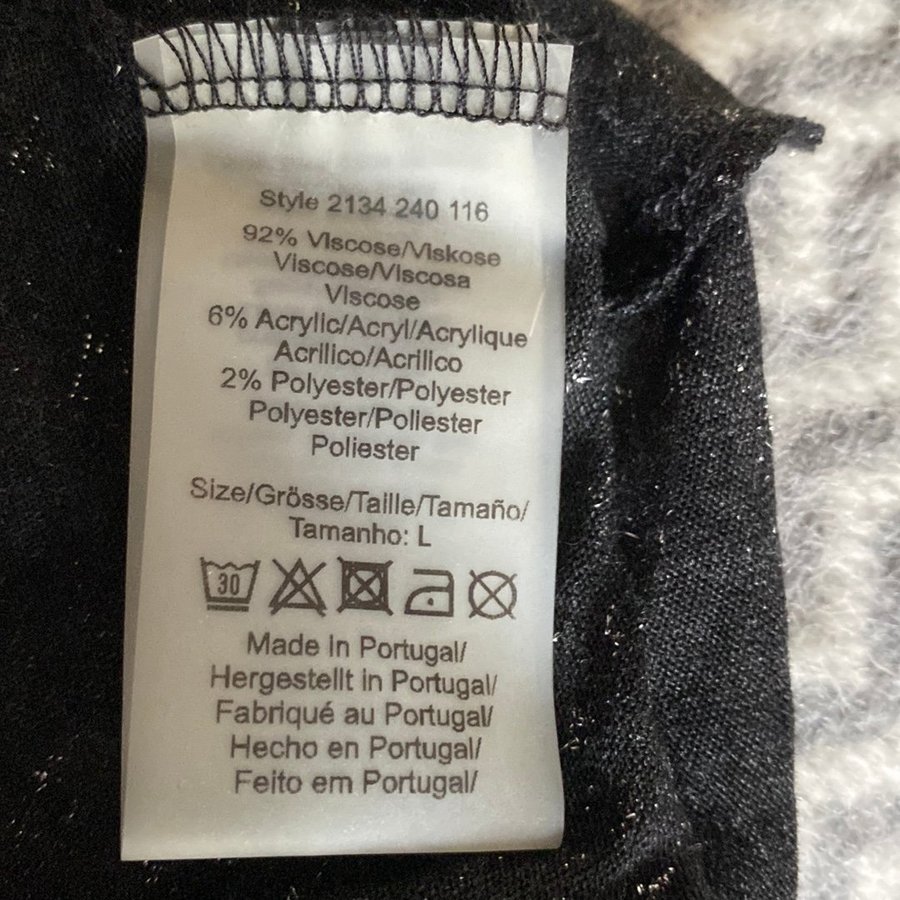 Style 2134 240 116
92% Viscose/Viskose
Viscose/Viscosa
Viscose
6% Acrylic/Acryl/Acrylique
Acrilico/Acrilico
2% Polyester/Polyester
Polyester/Poliester
Poliester
Size/Grösse/Taille/Tamaño/
Tamanho: L
30
Made in Portugal/
Hergestellt in Portugal/
Fabriqué au Portugal/
Hecho en Portugal/
Feito em Portugal/